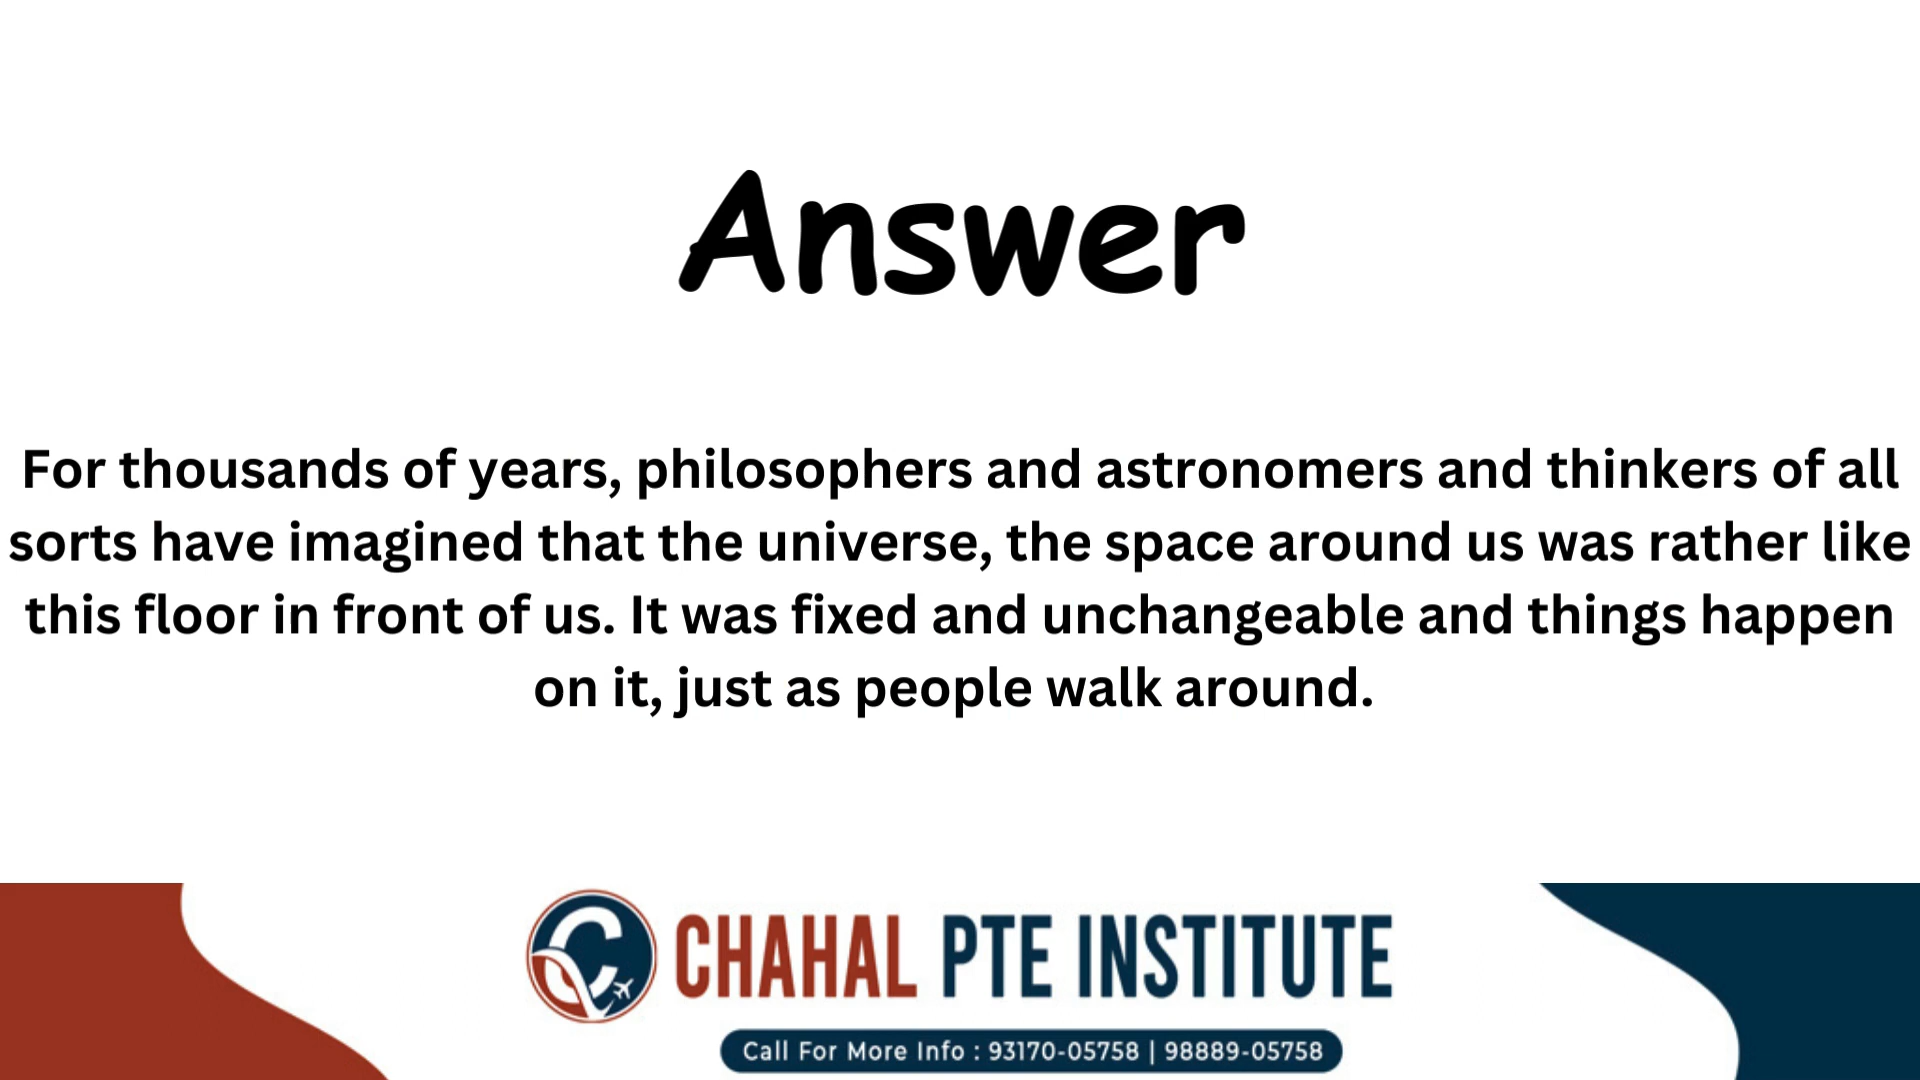 Answer
For thousands of years, philosophers and astronomers and thinkers of all
sorts have imagined that the universe, the space around us was rather like
this floor in front of us. It was fixed and unchangeable and things happen
on it, just as people walk around.
CHAHAL PTE INSTITUTE
Call For More Info : 93170-05758 | 98889-05758